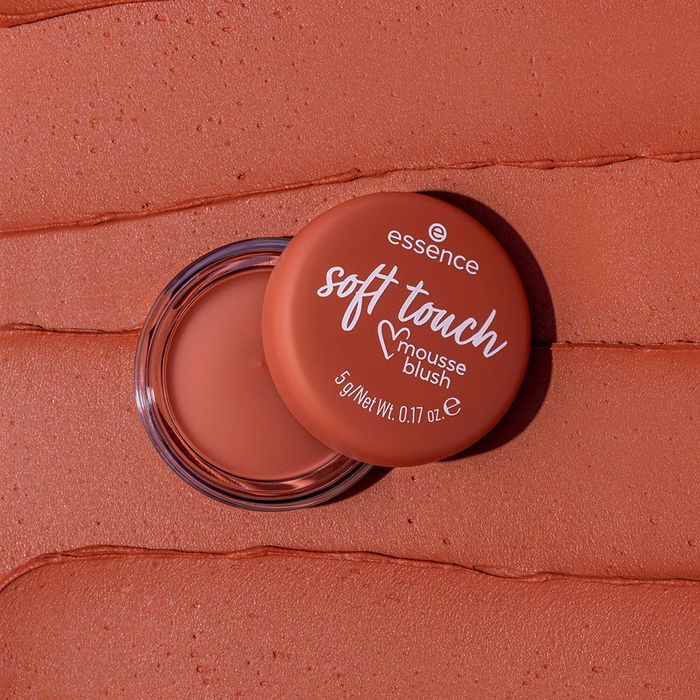 e
essence
soft touch
mousse
blush
5 g/Net Wt. 0.17 oz. ℮